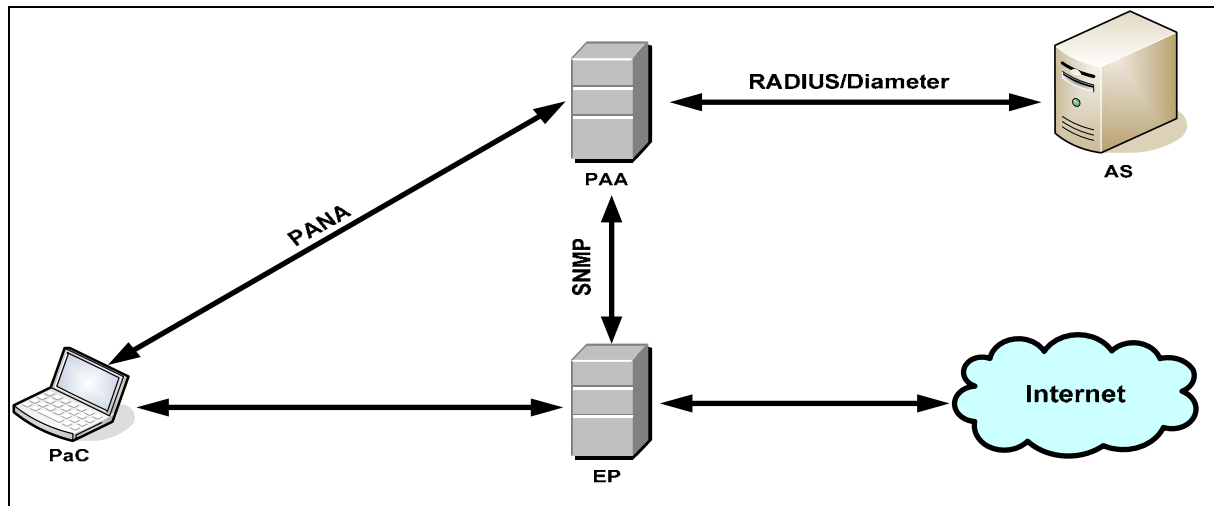 RADIUS/Diameter
PAA
AS
PANA
SNMP
PaC
EP
Internet